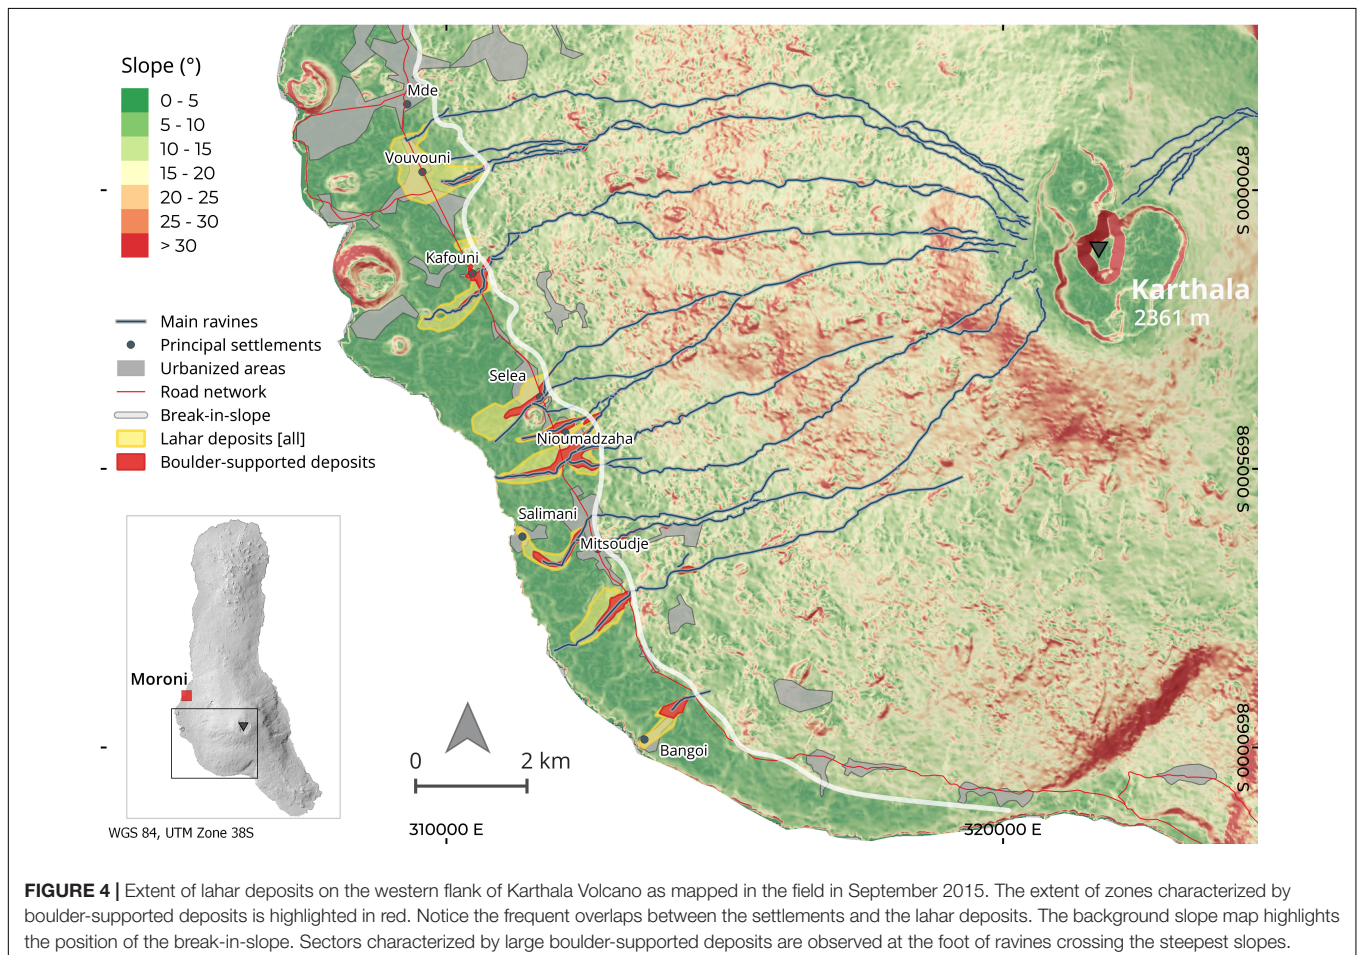 Slope (°)
0 - 5
5 - 10
10 - 15
15 - 20
20 - 25
25 - 30
> 30
Main ravines
Principal settlements
Urbanized areas
Road network
Break-in-slope
Lahar deposits [all]
Boulder-supported deposits
Mde
Vouvouni
Kafouni
Selea
Nioumadzaha
Salimani
Mitsoudje
Bangoi
Karthala
2361 m
8700000 S
8695000 S
8690000 S
Moroni
WGS 84, UTM Zone 38S
0 2 km
310000 E
320000 E
FIGURE 4 | Extent of lahar deposits on the western flank of Karthala Volcano as mapped in the field in September 2015. The extent of zones characterized by
boulder-supported deposits is highlighted in red. Notice the frequent overlaps between the settlements and the lahar deposits. The background slope map highlights
the position of the break-in-slope. Sectors characterized by large boulder-supported deposits are observed at the foot of ravines crossing the steepest slopes.